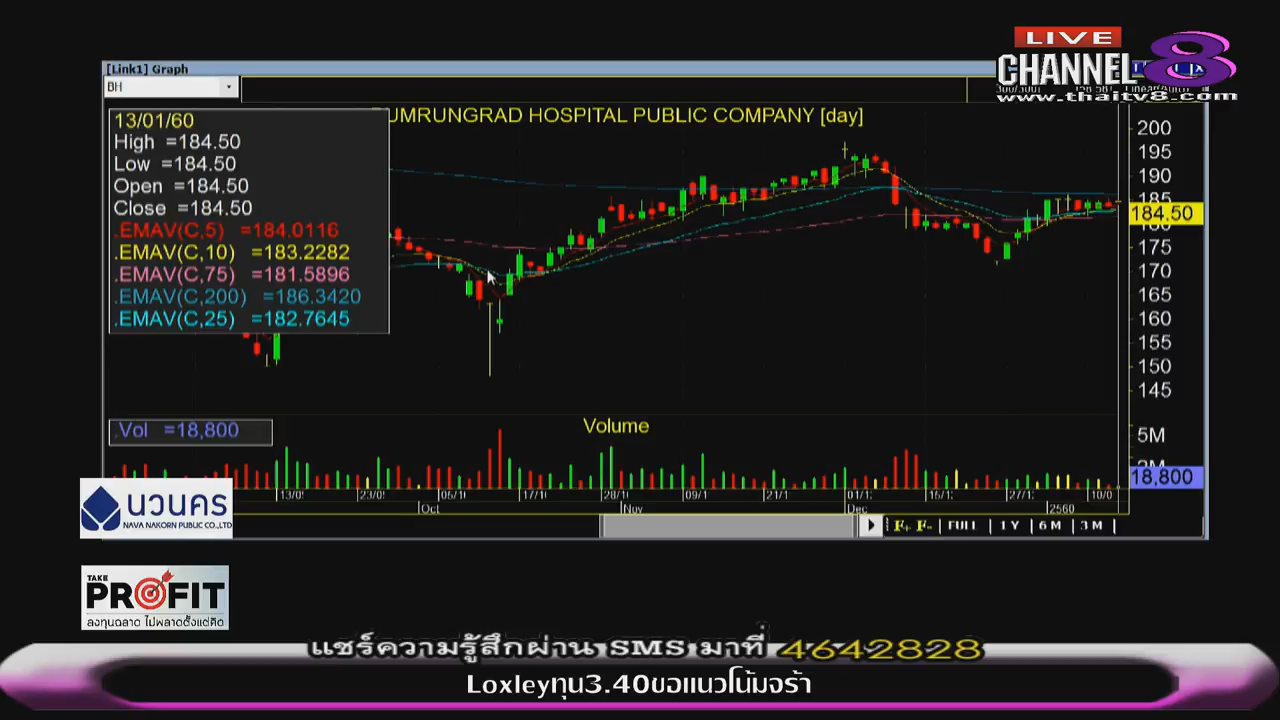 LIVE
CHANNEL 8
www.thaitv8.com
[Link1] Graph
BH
UMRUNGRAD HOSPITAL PUBLIC COMPANY [day]
13/01/60
High =184.50
Low =184.50
Open =184.50
Close =184.50
.EMAV(C,5) =184.0116
.EMAV(C,10) =183.2282
.EMAV(C,75) =181.5896
.EMAV(C,200) =186.3420
.EMAV(C,25) =182.7645
200
195
190
185
184.50
180
175
170
165
160
155
150
145
Volume
.Vol =18,800
5M
18,800
13/0
23/0
05/1
17/1
28/1
09/1
21/1
01/1
15/1
27/1
10/0
Oct
Nov
Dec
2560
F+ F- FULL 1 Y 6 M 3 M
นวนคร
NAVA NAKORN PUBLIC CO.,LTD
TAKE
PROFIT
ลงทุนฉลาด ไม่พลาดตั้งแต่คิด
แชร์ความรู้สึกผ่าน SMS มาที่ 4642828
Loxleyทุน3.40ขอแนวโน้มจร้า